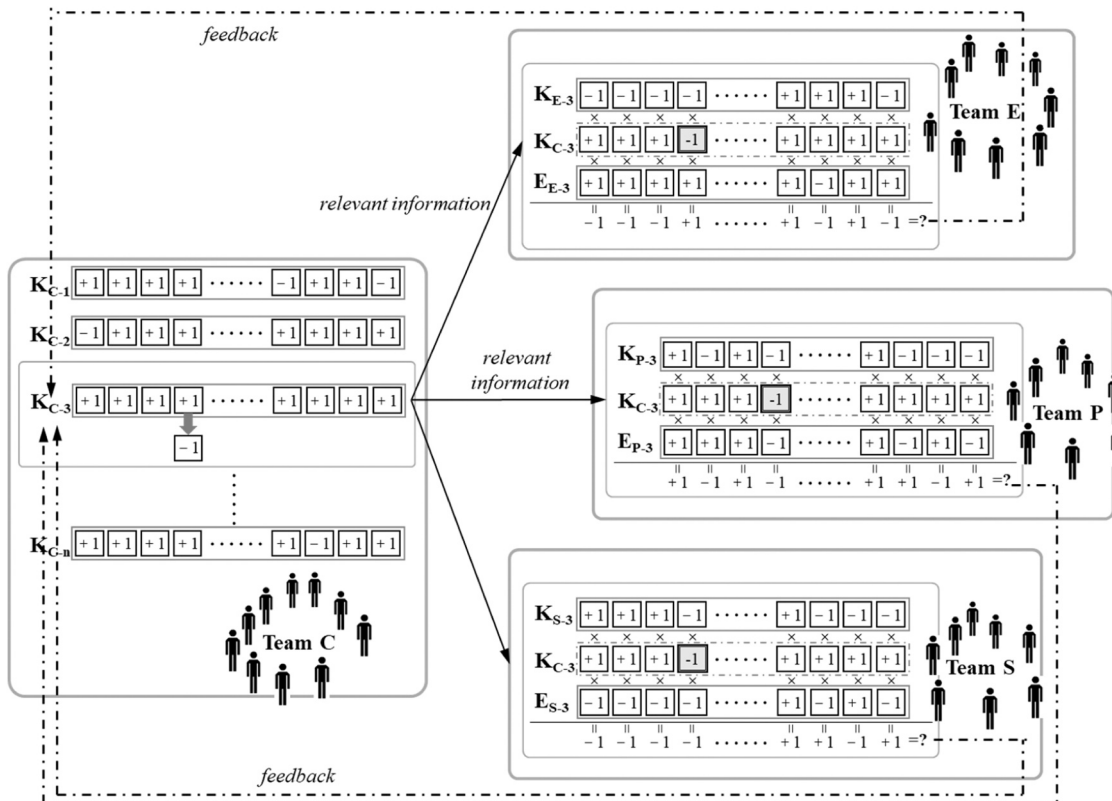 feedback
K_E-3 −1 −1 −1 −1 ······ +1 +1 +1 −1
× × × ×
K_C-3 +1 +1 +1 -1 ······ +1 +1 +1 +1
× × × ×
E_E-3 +1 +1 +1 +1 ······ +1 −1 +1 +1
= = = = = = = =
−1 −1 −1 +1 ······ +1 −1 +1 −1 =?
Team E
relevant information
K_C-1 +1 +1 +1 +1 ······ −1 +1 +1 −1
K_C-2 −1 +1 +1 +1 ······ +1 +1 +1 +1
K_C-3 +1 +1 +1 +1 ······ +1 +1 +1 +1
−1
K_C-n +1 +1 +1 +1 ······ +1 −1 +1 +1
Team C
relevant
information
K_P-3 +1 −1 +1 −1 ······ +1 −1 −1 −1
× × × ×
K_C-3 +1 +1 +1 -1 ······ +1 +1 +1 +1
× × × ×
E_P-3 +1 +1 +1 −1 ······ +1 −1 +1 −1
= = = = = = = =
+1 −1 +1 −1 ······ +1 +1 −1 +1 =?
Team P
K_S-3 +1 +1 +1 −1 ······ +1 −1 −1 −1
× × × ×
K_C-3 +1 +1 +1 -1 ······ +1 +1 +1 +1
× × × ×
E_S-3 −1 −1 −1 −1 ······ +1 −1 +1 −1
= = = = = = = =
−1 −1 −1 −1 ······ +1 +1 −1 +1 =?
Team S
feedback